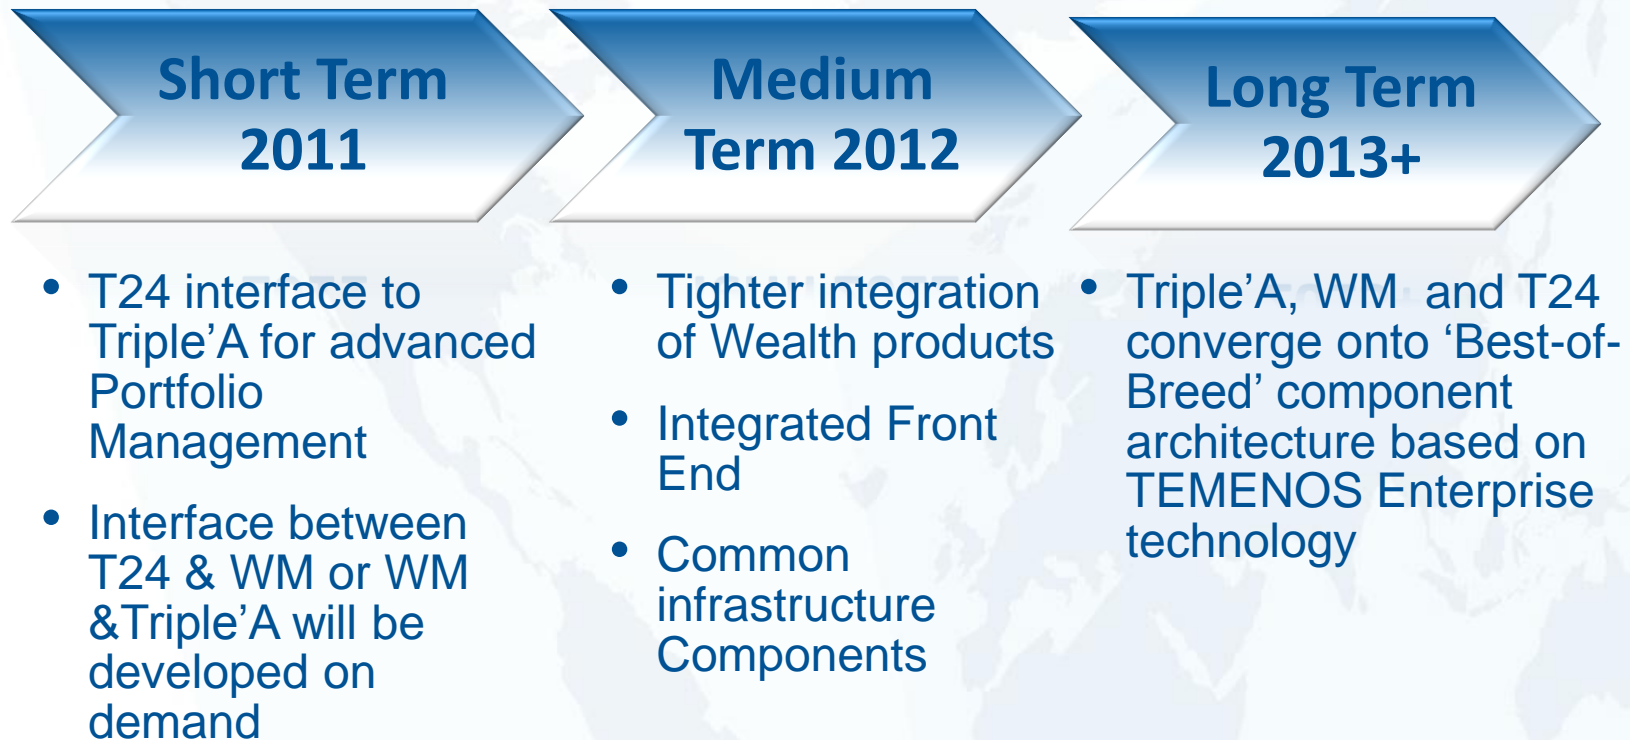 Short Term
2011
Medium
Term 2012
Long Term
2013+
• T24 interface to
Triple’A for advanced
Portfolio
Management
• Interface between
T24 & WM or WM
&Triple’A will be
developed on
demand
• Tighter integration
of Wealth products
• Integrated Front
End
• Common
infrastructure
Components
• Triple’A, WM and T24
converge onto ‘Best-of-
Breed’ component
architecture based on
TEMENOS Enterprise
technology